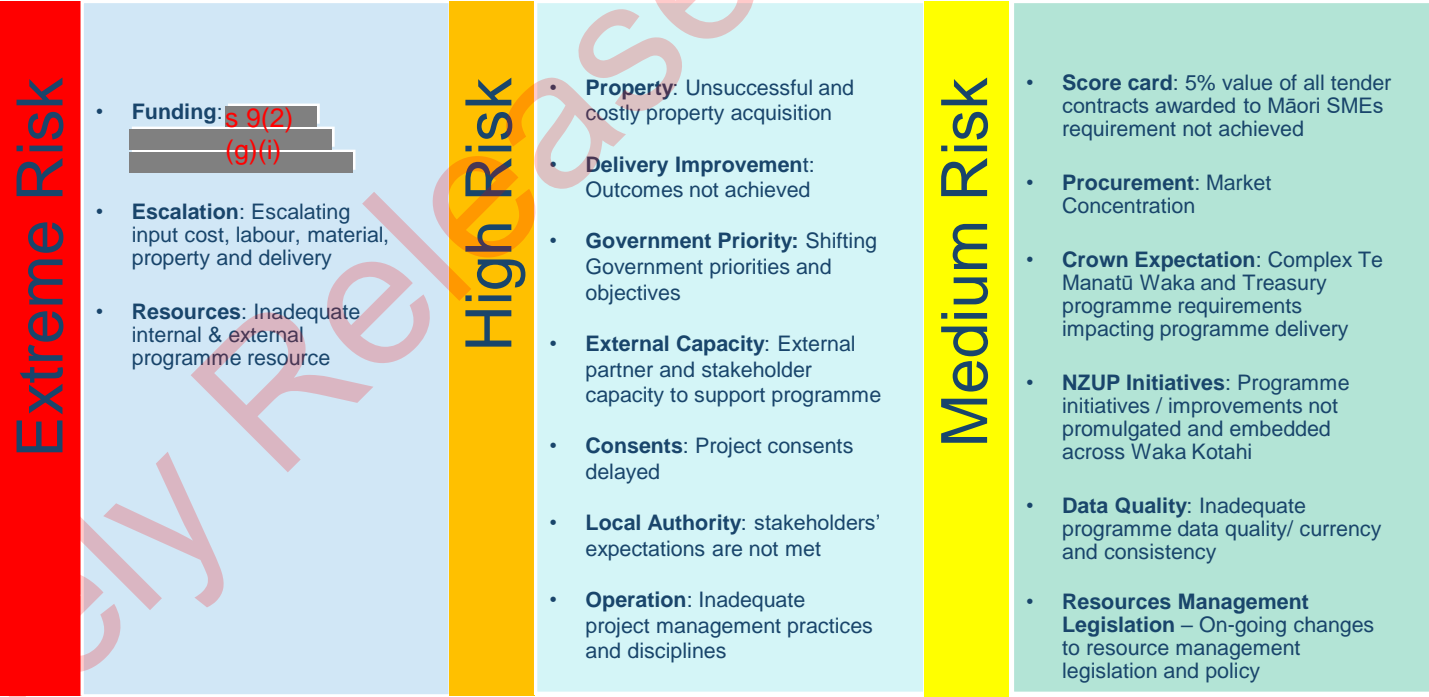 Extreme Risk
• Funding: s 9(2)
(g)(i)
• Escalation: Escalating
input cost, labour, material,
property and delivery
• Resources: Inadequate
internal & external
programme resource
High Risk
• Property: Unsuccessful and
costly property acquisition
• Delivery Improvement:
Outcomes not achieved
• Government Priority: Shifting
Government priorities and
objectives
• External Capacity: External
partner and stakeholder
capacity to support programme
• Consents: Project consents
delayed
• Local Authority: stakeholders’
expectations are not met
• Operation: Inadequate
project management practices
and disciplines
Medium Risk
• Score card: 5% value of all tender
contracts awarded to Māori SMEs
requirement not achieved
• Procurement: Market
Concentration
• Crown Expectation: Complex Te
Manatū Waka and Treasury
programme requirements
impacting programme delivery
• NZUP Initiatives: Programme
initiatives / improvements not
promulgated and embedded
across Waka Kotahi
• Data Quality: Inadequate
programme data quality/ currency
and consistency
• Resources Management
Legislation – On-going changes
to resource management
legislation and policy
ely Release